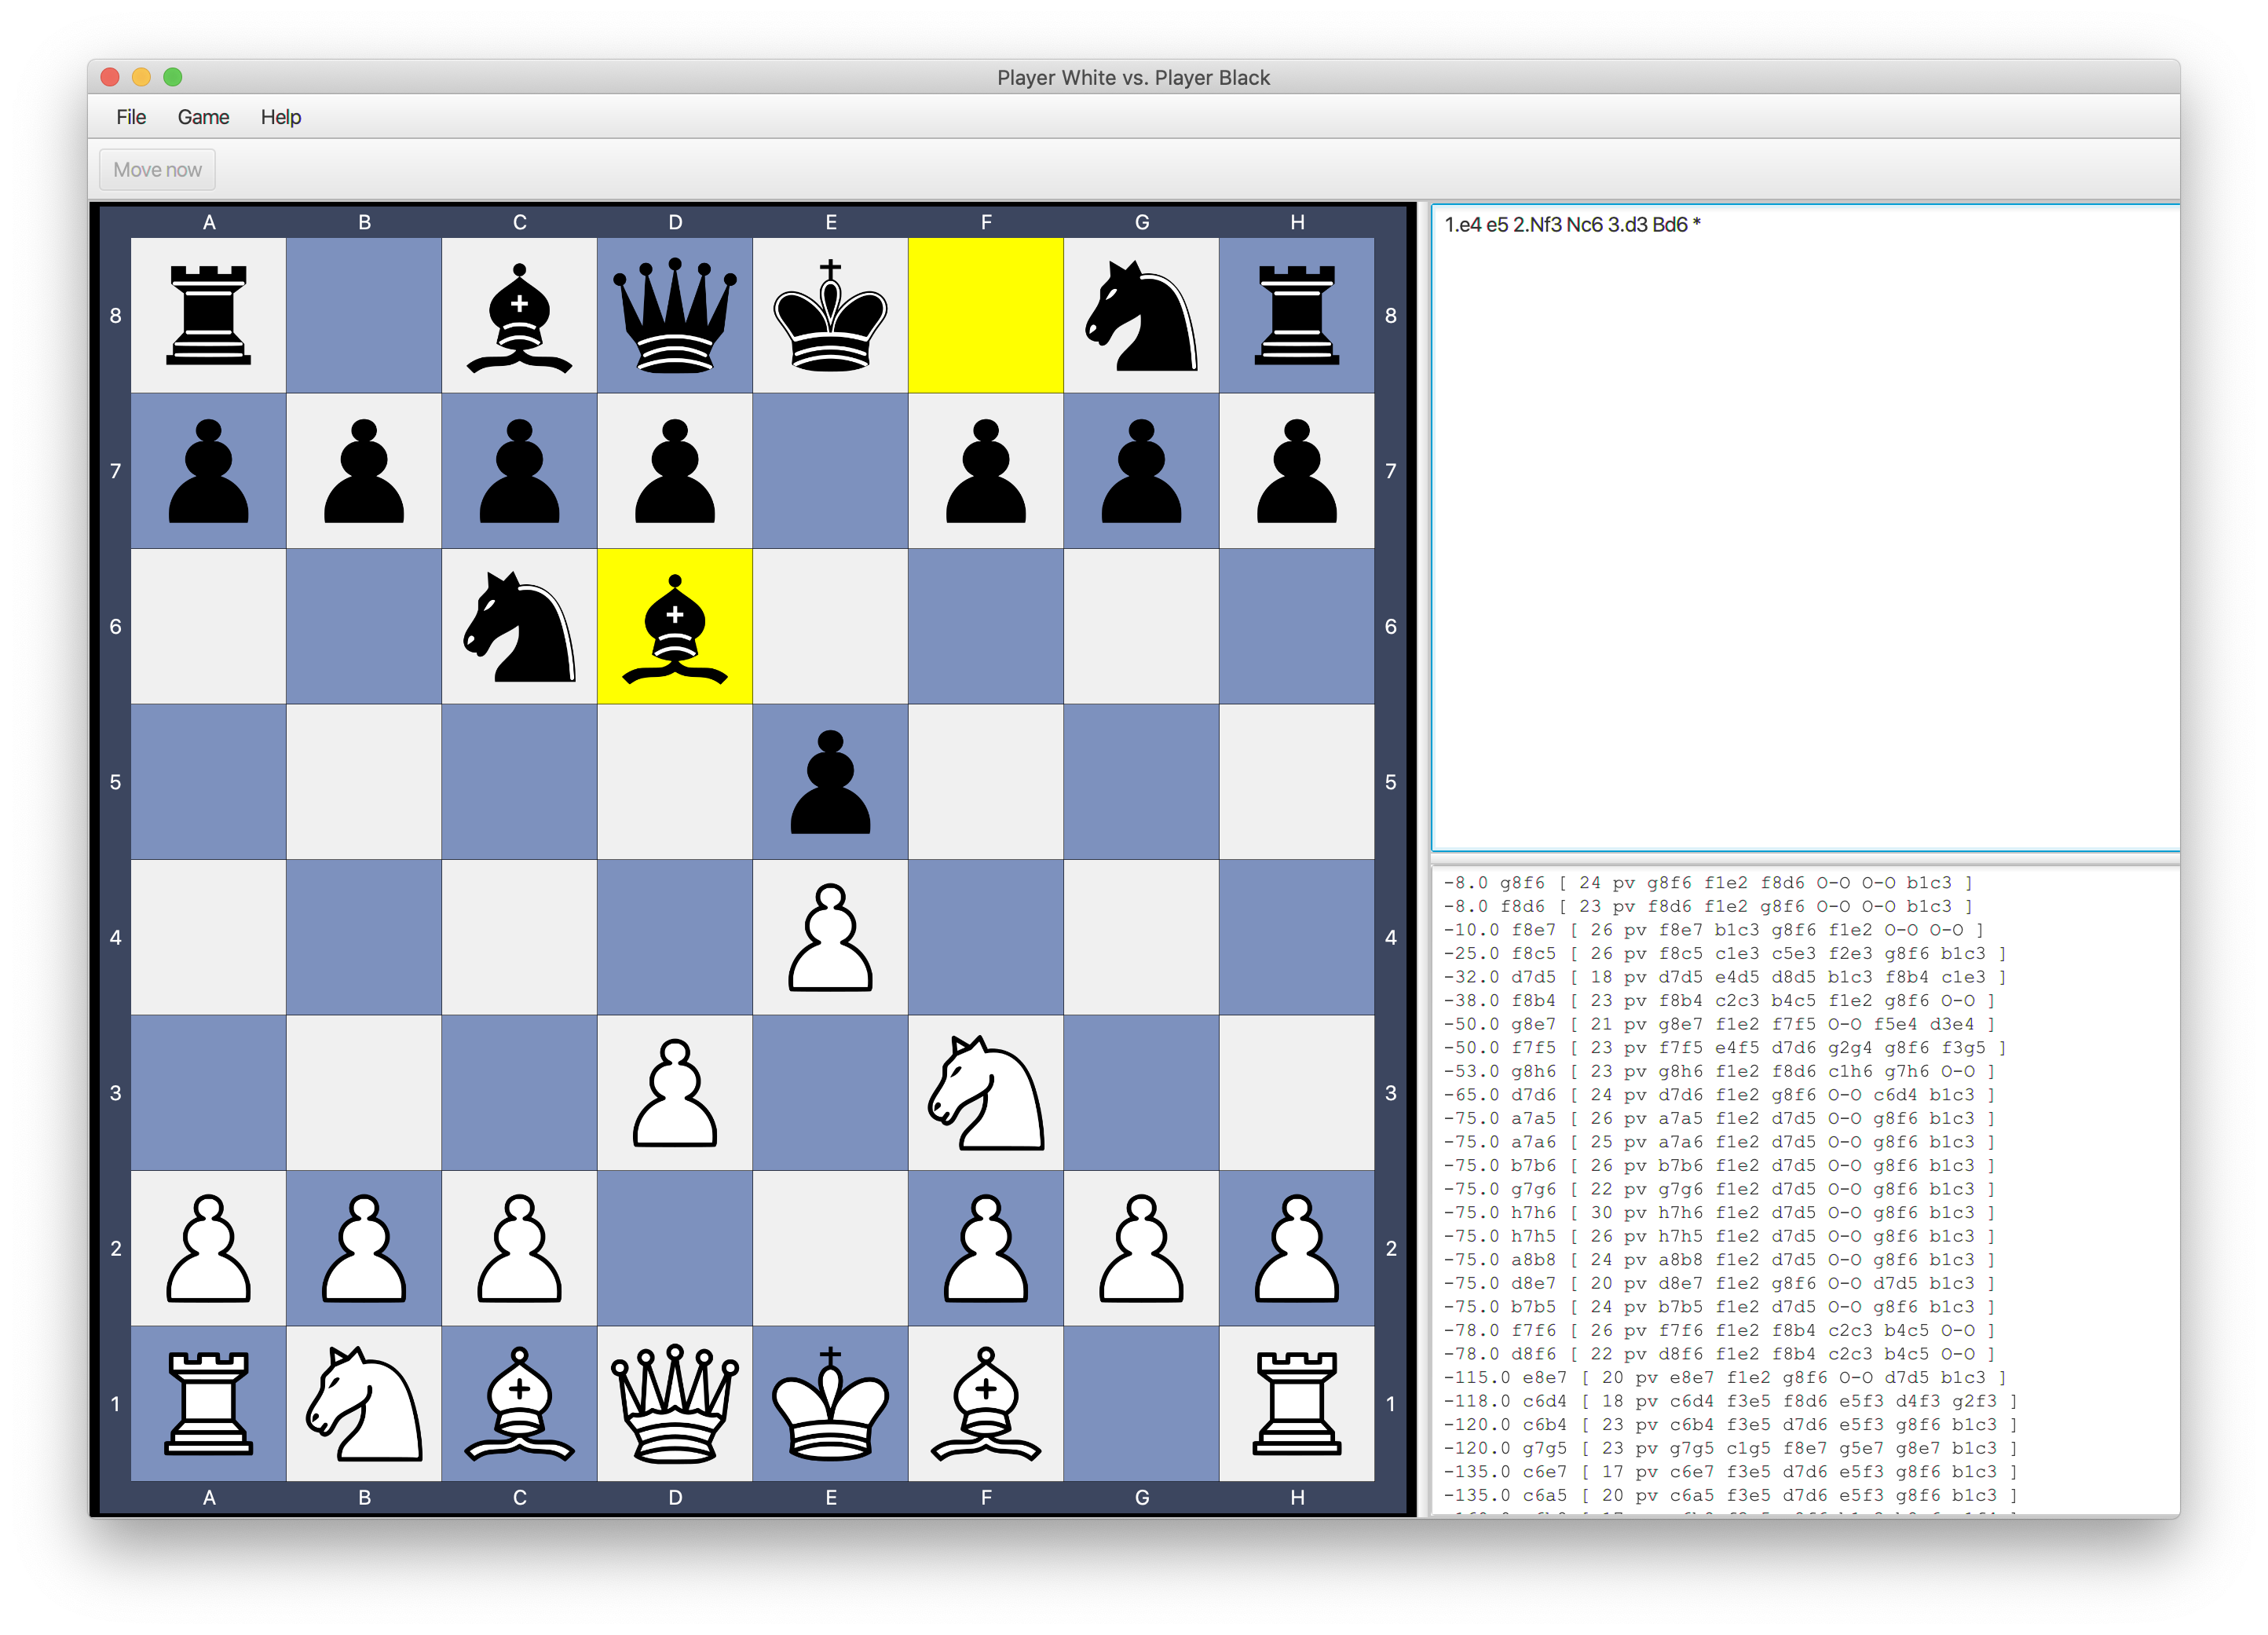 Player White vs. Player Black
File Game Help
Move now
1.e4 e5 2.Nf3 Nc6 3.d3 Bd6 *
A B C D E F G H
8 8
7 7
6 6
5 5
4 4
3 3
2 2
1 1
A B C D E F G H
-8.0 g8f6 [ 24 pv g8f6 f1e2 f8d6 O-O O-O b1c3 ]
-8.0 f8d6 [ 23 pv f8d6 f1e2 g8f6 O-O O-O b1c3 ]
-10.0 f8e7 [ 26 pv f8e7 b1c3 g8f6 f1e2 O-O O-O ]
-25.0 f8c5 [ 26 pv f8c5 c1e3 c5e3 f2e3 g8f6 b1c3 ]
-32.0 d7d5 [ 18 pv d7d5 e4d5 d8d5 b1c3 f8b4 c1e3 ]
-38.0 f8b4 [ 23 pv f8b4 c2c3 b4c5 f1e2 g8f6 O-O ]
-50.0 g8e7 [ 21 pv g8e7 f1e2 f7f5 O-O f5e4 d3e4 ]
-50.0 f7f5 [ 23 pv f7f5 e4f5 d7d6 g2g4 g8f6 f3g5 ]
-53.0 g8h6 [ 23 pv g8h6 f1e2 f8d6 c1h6 g7h6 O-O ]
-65.0 d7d6 [ 24 pv d7d6 f1e2 g8f6 O-O c6d4 b1c3 ]
-75.0 a7a5 [ 26 pv a7a5 f1e2 d7d5 O-O g8f6 b1c3 ]
-75.0 a7a6 [ 25 pv a7a6 f1e2 d7d5 O-O g8f6 b1c3 ]
-75.0 b7b6 [ 26 pv b7b6 f1e2 d7d5 O-O g8f6 b1c3 ]
-75.0 g7g6 [ 22 pv g7g6 f1e2 d7d5 O-O g8f6 b1c3 ]
-75.0 h7h6 [ 30 pv h7h6 f1e2 d7d5 O-O g8f6 b1c3 ]
-75.0 h7h5 [ 26 pv h7h5 f1e2 d7d5 O-O g8f6 b1c3 ]
-75.0 a8b8 [ 24 pv a8b8 f1e2 d7d5 O-O g8f6 b1c3 ]
-75.0 d8e7 [ 20 pv d8e7 f1e2 g8f6 O-O d7d5 b1c3 ]
-75.0 b7b5 [ 24 pv b7b5 f1e2 d7d5 O-O g8f6 b1c3 ]
-78.0 f7f6 [ 26 pv f7f6 f1e2 f8b4 c2c3 b4c5 O-O ]
-78.0 d8f6 [ 22 pv d8f6 f1e2 f8b4 c2c3 b4c5 O-O ]
-115.0 e8e7 [ 20 pv e8e7 f1e2 g8f6 O-O d7d5 b1c3 ]
-118.0 c6d4 [ 18 pv c6d4 f3e5 f8d6 e5f3 d4f3 g2f3 ]
-120.0 c6b4 [ 23 pv c6b4 f3e5 d7d6 e5f3 g8f6 b1c3 ]
-120.0 g7g5 [ 23 pv g7g5 c1g5 f8e7 g5e7 g8e7 b1c3 ]
-135.0 c6e7 [ 17 pv c6e7 f3e5 d7d6 e5f3 g8f6 b1c3 ]
-135.0 c6a5 [ 20 pv c6a5 f3e5 d7d6 e5f3 g8f6 b1c3 ]